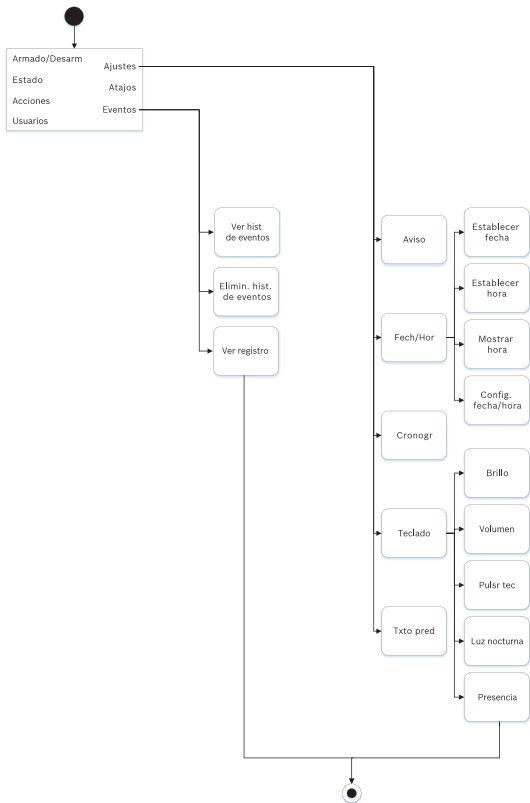 Armado/Desarm
Estado
Acciones
Usuarios
Ajustes
Atajos
Eventos
Ver hist
de eventos
Elimin. hist.
de eventos
Ver registro
Aviso
Fech/Hor
Cronogr
Teclado
Txto pred
Establecer
fecha
Establecer
hora
Mostrar
hora
Config.
fecha/hora
Brillo
Volumen
Pulsr tec
Luz nocturna
Presencia